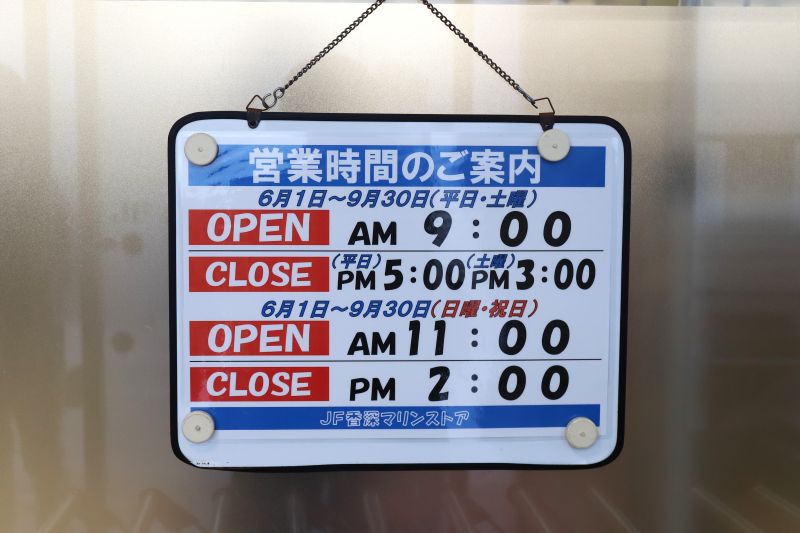 営業時間のご案内
6月1日～9月30日(平日・土曜)
OPEN AM 9:00
CLOSE (平日) PM 5:00 (土曜) PM 3:00
6月1日～9月30日(日曜・祝日)
OPEN AM 11:00
CLOSE PM 2:00
JF香深マリンストア